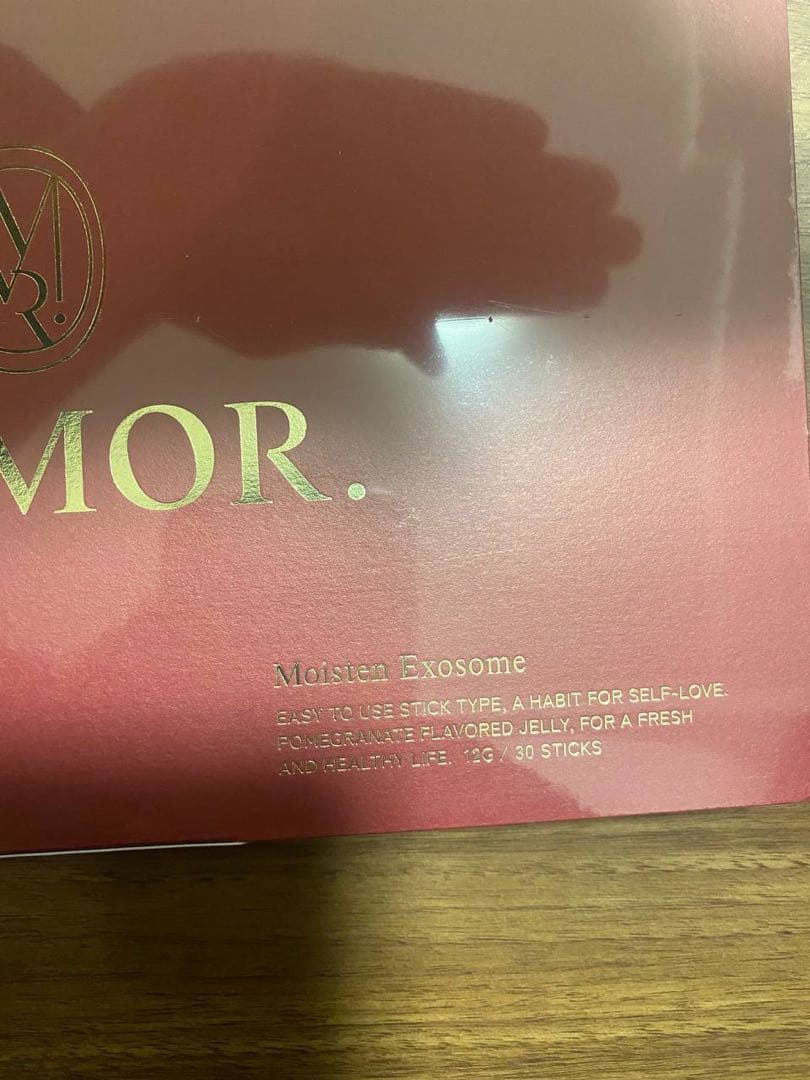 MOR.
Moisten Exosome
EASY TO USE STICK TYPE, A HABIT FOR SELF-LOVE.
POMEGRANATE FLAVORED JELLY, FOR A FRESH
AND HEALTHY LIFE. 12G / 30 STICKS